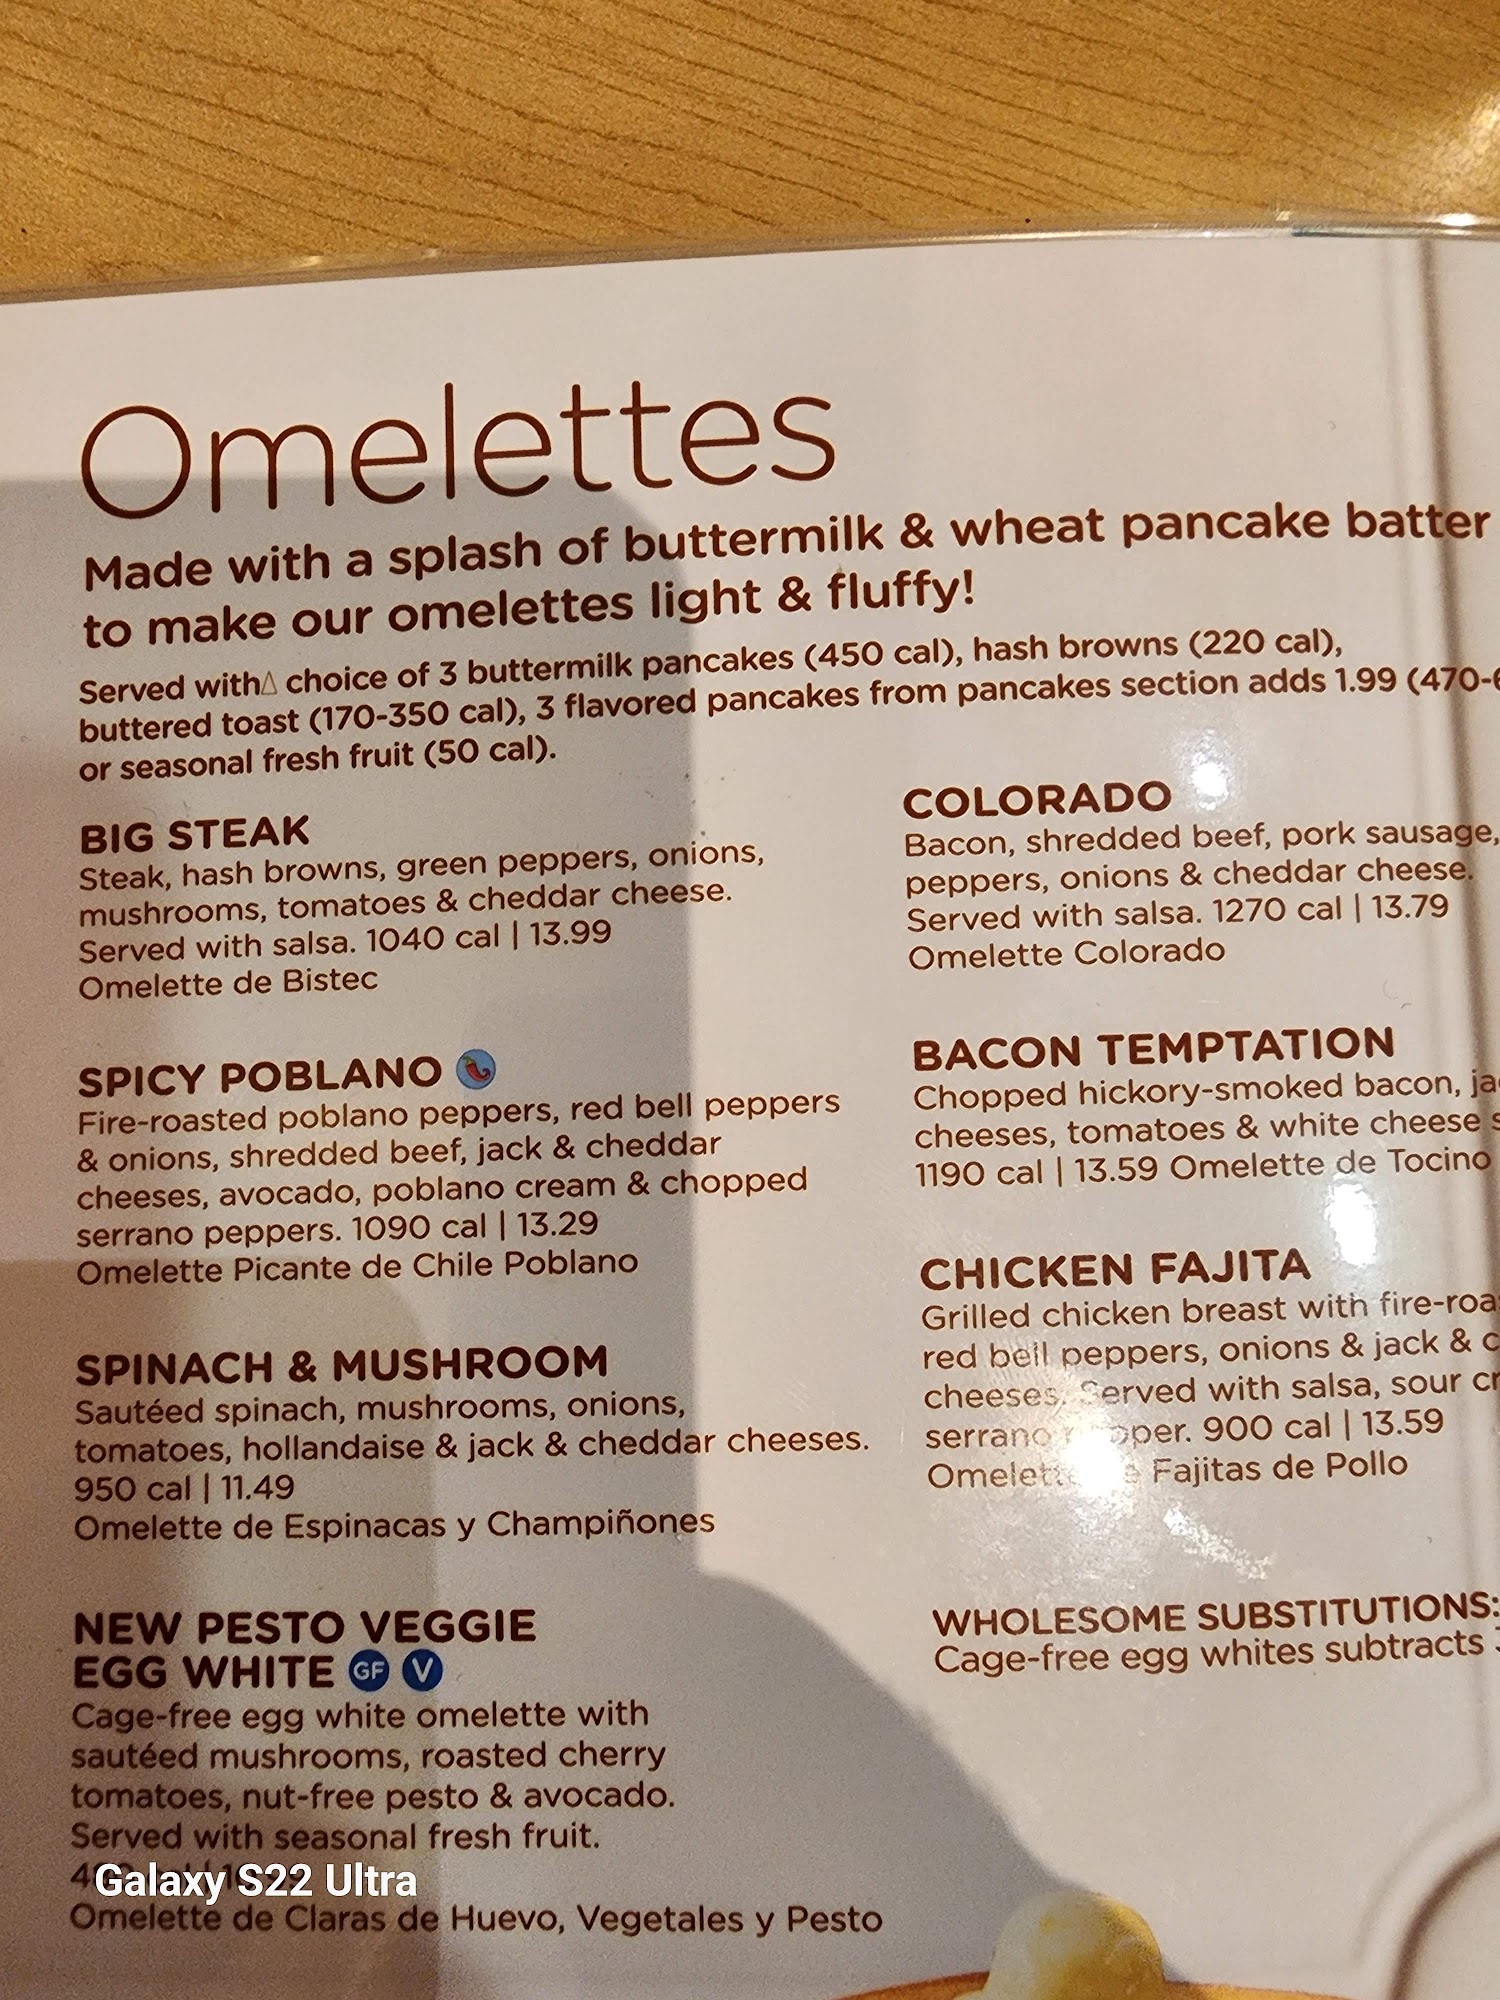 Omelettes
Made with a splash of buttermilk & wheat pancake batter
to make our omelettes light & fluffy!
Served with△ choice of 3 buttermilk pancakes (450 cal), hash browns (220 cal),
buttered toast (170-350 cal), 3 flavored pancakes from pancakes section adds 1.99
or seasonal fresh fruit (50 cal).
BIG STEAK
Steak, hash browns, green peppers, onions,
mushrooms, tomatoes & cheddar cheese.
Served with salsa. 1040 cal | 13.99
Omelette de Bistec
SPICY POBLANO
Fire-roasted poblano peppers, red bell peppers
& onions, shredded beef, jack & cheddar
cheeses, avocado, poblano cream & chopped
serrano peppers. 1090 cal | 13.29
Omelette Picante de Chile Poblano
SPINACH & MUSHROOM
Sautéed spinach, mushrooms, onions,
tomatoes, hollandaise & jack & cheddar cheeses.
950 cal | 11.49
Omelette de Espinacas y Champiñones
NEW PESTO VEGGIE
EGG WHITE GF V
Cage-free egg white omelette with
sautéed mushrooms, roasted cherry
tomatoes, nut-free pesto & avocado.
Served with seasonal fresh fruit.
Galaxy S22 Ultra
Omelette de Claras de Huevo, Vegetales y Pesto
COLORADO
Bacon, shredded beef, pork sausage,
peppers, onions & cheddar cheese.
Served with salsa. 1270 cal | 13.79
Omelette Colorado
BACON TEMPTATION
Chopped hickory-smoked bacon,
cheeses, tomatoes & white cheese
1190 cal | 13.59 Omelette de Tocino
CHICKEN FAJITA
Grilled chicken breast with
red bell peppers, onions & jack &
cheeses. Served with salsa, sour
serrano 900 cal | 13.59
Fajitas de Pollo
WHOLESOME SUBSTITUTIONS:
Cage-free egg whites subtracts